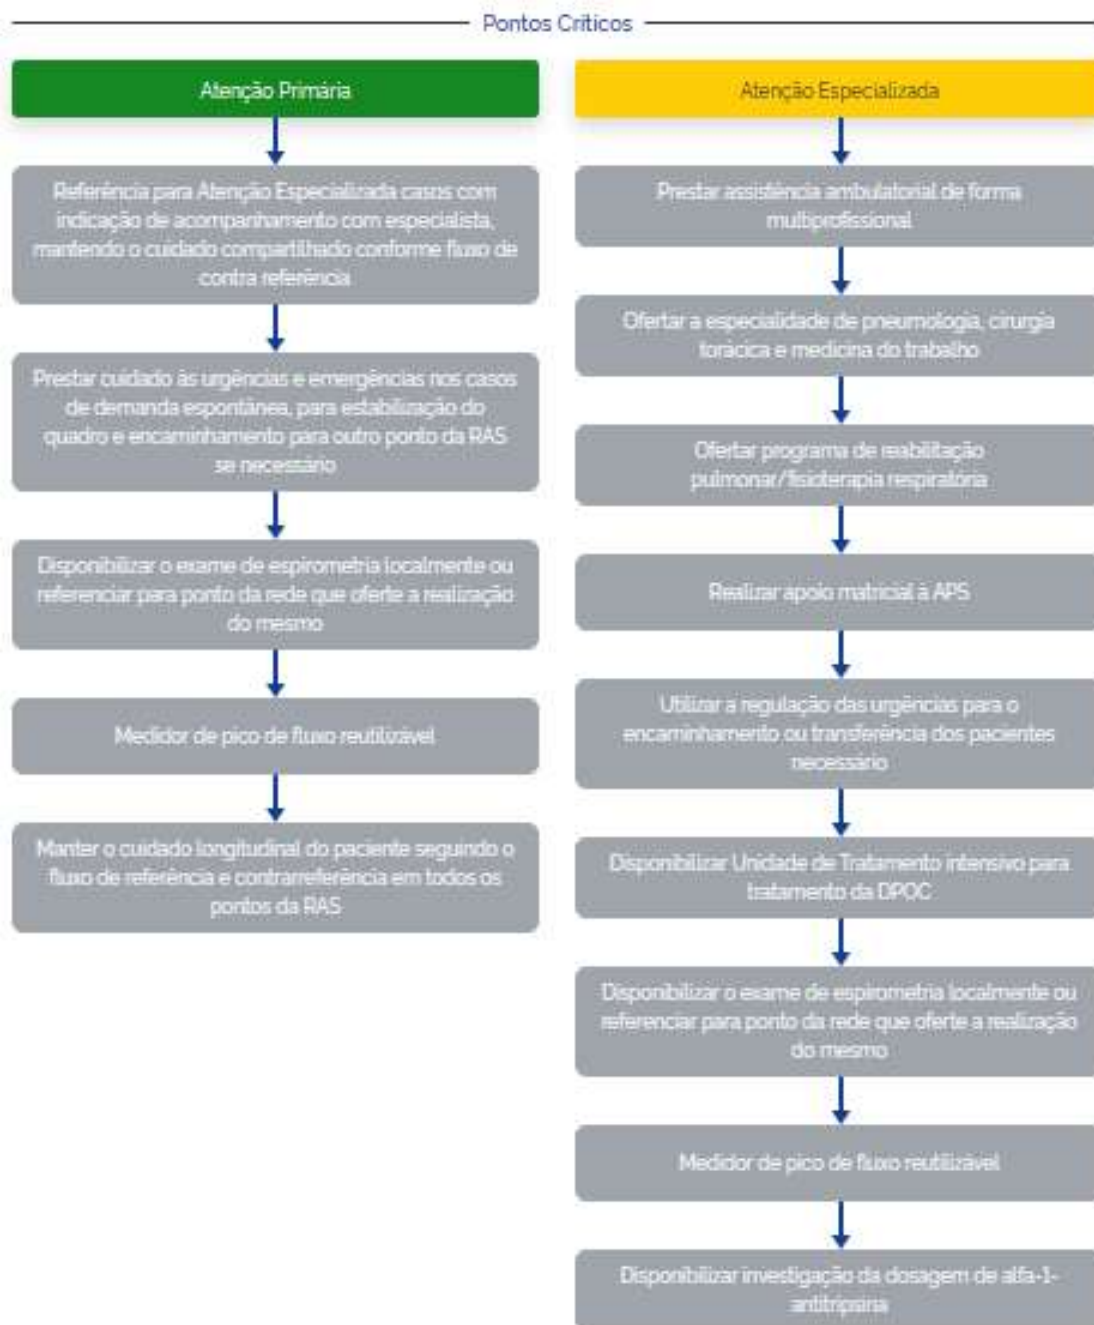 Pontos Críticos
Atenção Primária
Referência para Atenção Especializada casos com
indicação de acompanhamento com especialista,
mantendo o cuidado compartilhado conforme fluxo de
contra referência
Prestar cuidado às urgências e emergências nos casos
de demanda espontânea, para estabilização do
quadro e encaminhamento para outro ponto da RAS
se necessário
Disponibilizar o exame de espirometria localmente ou
referenciar para ponto da rede que oferte a realização
do mesmo
Medidor de pico de fluxo reutilizável
Manter o cuidado longitudinal do paciente seguindo o
fluxo de referência e contrarreferência em todos os
pontos da RAS
Atenção Especializada
Prestar assistência ambulatorial de forma
multiprofissional
Ofertar a especialidade de pneumologia, cirurgia
torácica e medicina do trabalho
Ofertar programa de reabilitação
pulmonar/fisioterapia respiratória
Realizar apoio matricial à APS
Utilizar a regulação das urgências para o
encaminhamento ou transferência dos pacientes
necessário
Disponibilizar Unidade de Tratamento intensivo para
tratamento da DPOC
Disponibilizar o exame de espirometria localmente ou
referenciar para ponto da rede que oferte a realização
do mesmo
Medidor de pico de fluxo reutilizável
Disponibilizar investigação da dosagem de alfa-1-
antitripsina